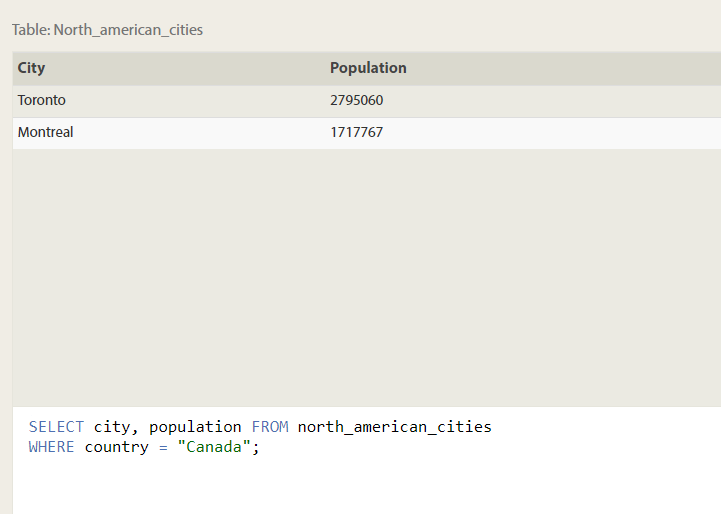 Table: North_american_cities
City Population
Toronto 2795060
Montreal 1717767
SELECT city, population FROM north_american_cities
WHERE country = "Canada";